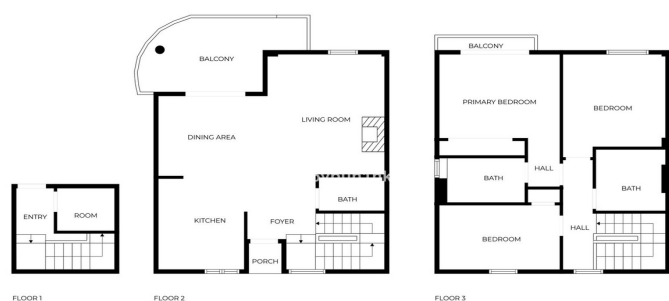 BALCONY
DINING AREA
LIVING ROOM
BATH
KITCHEN
FOYER
PORCH
ENTRY
ROOM
BALCONY
PRIMARY BEDROOM
BEDROOM
HALL
BATH
BATH
BEDROOM
HALL
FLOOR 1
FLOOR 2
FLOOR 3